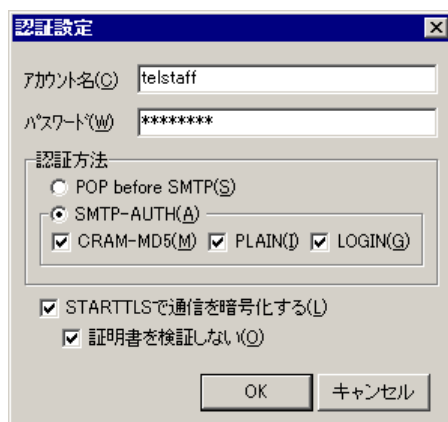 認証設定
アカウント名(C) telstaff
パスワード(W) ********
認証方法
POP before SMTP(S)
SMTP-AUTH(A)
CRAM-MD5(M) PLAIN(I) LOGIN(G)
STARTTLSで通信を暗号化する(L)
証明書を検証しない(O)
OK キャンセル